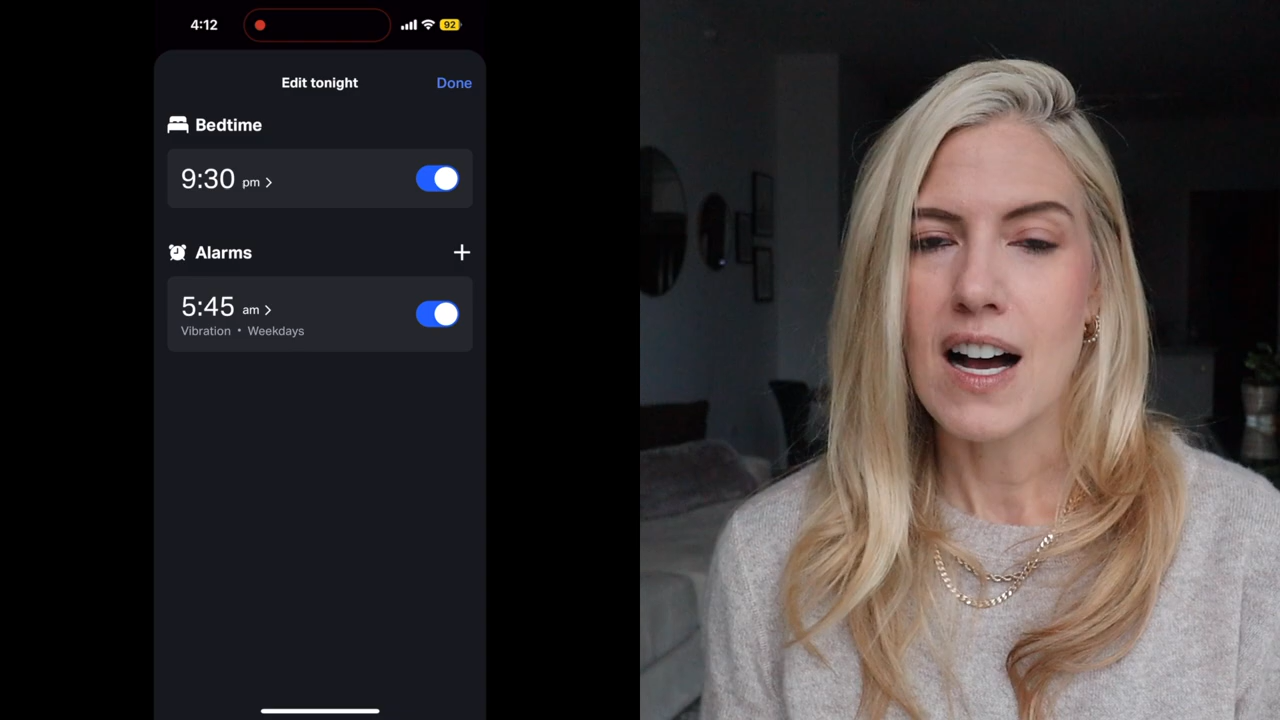 4:12
92
Edit tonight
Done
Bedtime
9:30 pm
Alarms
5:45 am
Vibration • Weekdays